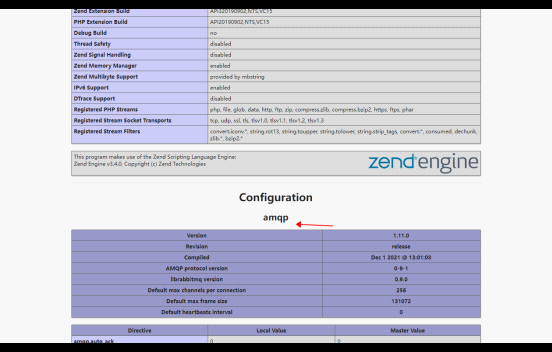 Zend Extension Build API320190902,NTS,VC15
PHP Extension Build API20190902,NTS,VC15
Debug Build no
Thread Safety disabled
Zend Signal Handling disabled
Zend Memory Manager enabled
Zend Multibyte Support provided by mbstring
IPv6 Support enabled
DTrace Support disabled
Registered PHP Streams php, file, glob, data, http, ftp, zip, compress.zlib, compress.bzip2, https, ftps, phar
Registered Stream Socket Transports tcp, udp, ssl, tls, tlsv1.0, tlsv1.1, tlsv1.2, tlsv1.3
Registered Stream Filters convert.iconv.*, string.rot13, string.toupper, string.tolower, string.strip_tags, convert.*, consumed, dechunk,
zlib.*, bzip2.*
This program makes use of the Zend Scripting Language Engine:
Zend Engine v3.4.0, Copyright (c) Zend Technologies
zend engine
Configuration
amqp
Version 1.11.0
Revision release
Compiled Dec 1 2021 @ 13:01:03
AMQP protocol version 0-9-1
librabbitmq version 0.9.0
Default max channels per connection 256
Default max frame size 131072
Default heartbeats interval 0
Directive Local Value Master Value
amqp.auto_ack 0 0